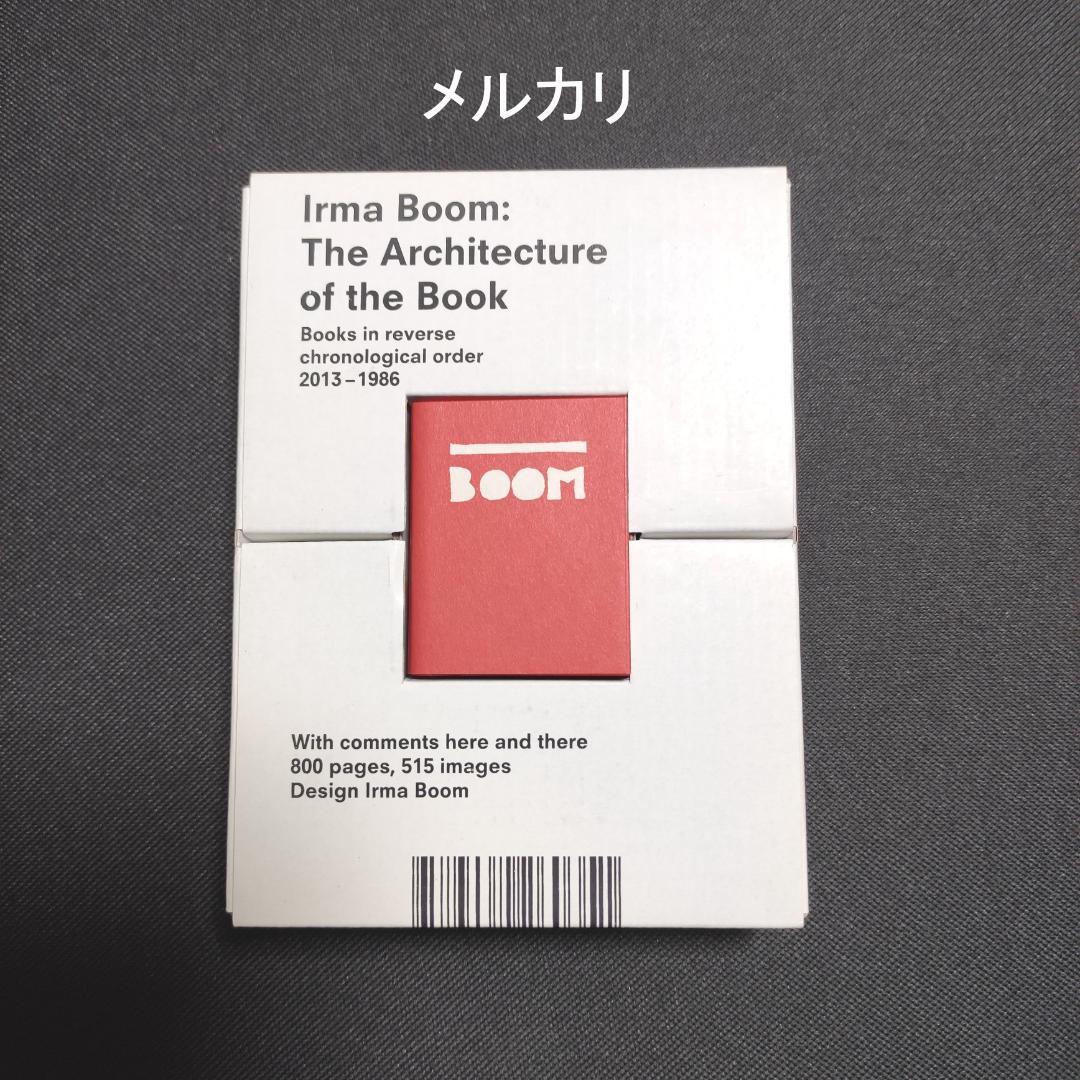 メルカリ
Irma Boom:
The Architecture
of the Book
Books in reverse
chronological order
2013–1986
BOOM
With comments here and there
800 pages, 515 images
Design Irma Boom